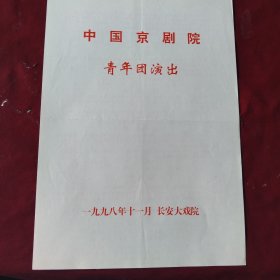 中国京剧院
青年团演出
一九九八年十一月 长安大戏院